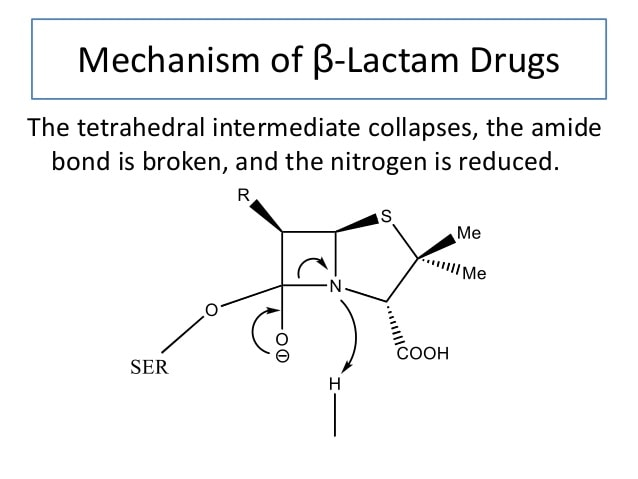 Mechanism of β-Lactam Drugs
The tetrahedral intermediate collapses, the amide
bond is broken, and the nitrogen is reduced.
R
S
Me
Me
N
O
O
⊖
COOH
SER
H